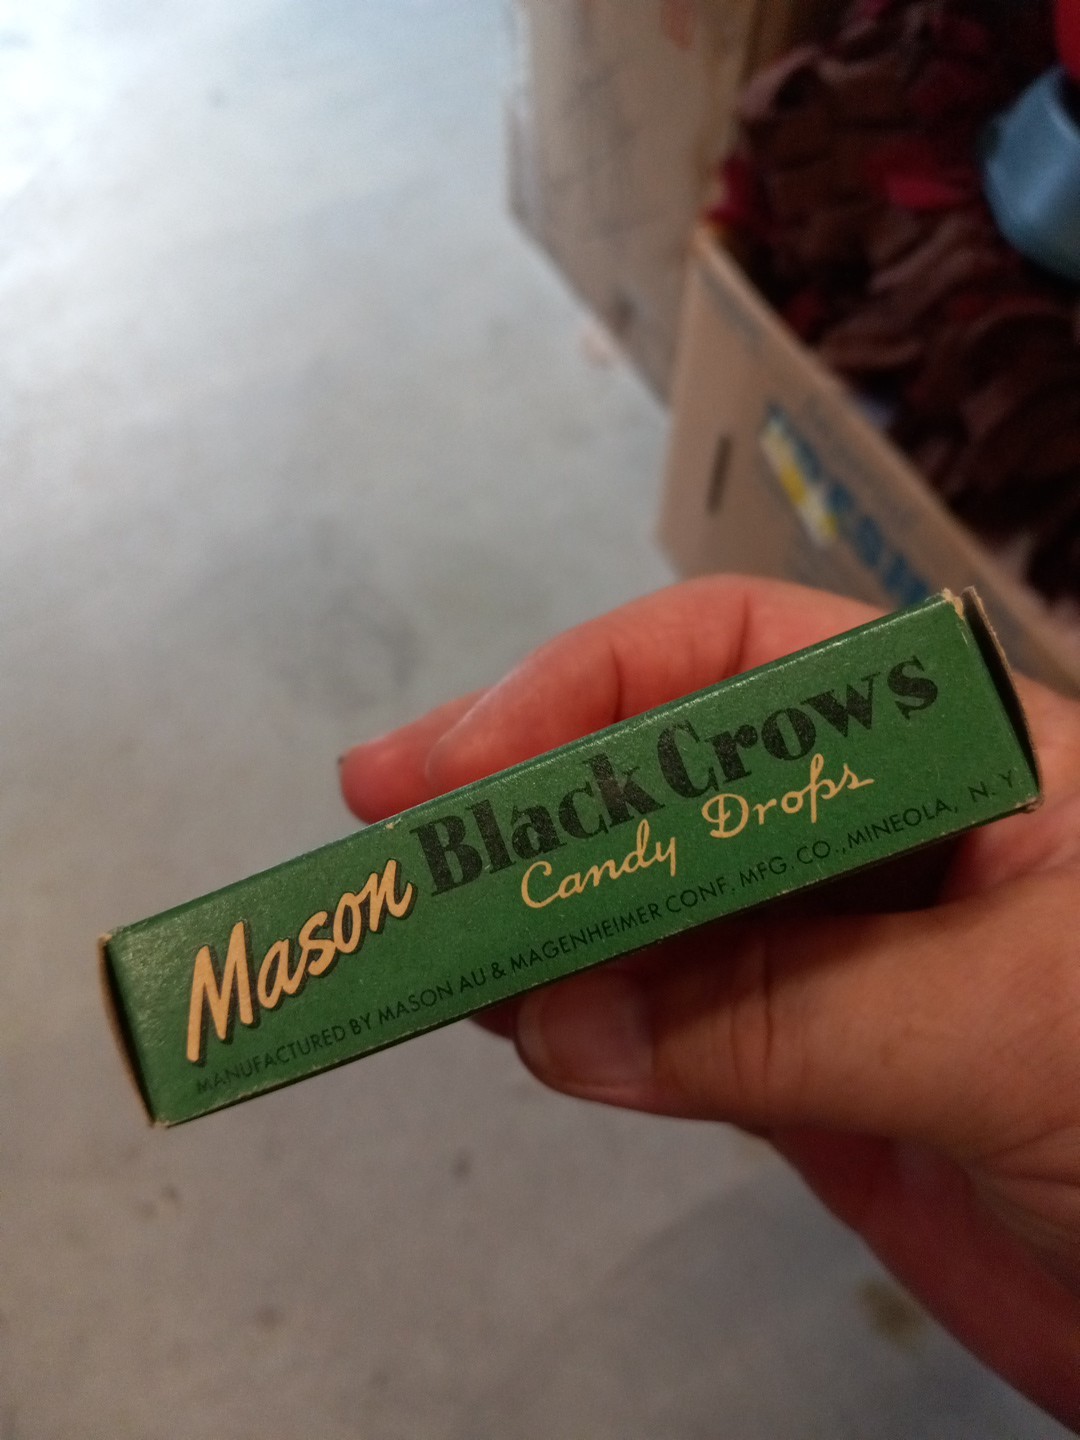 Mason Black Crows
Candy Drops
MANUFACTURED BY MASON AU & MAGENHEIMER CONF. MFG. CO., MINEOLA, N. Y.